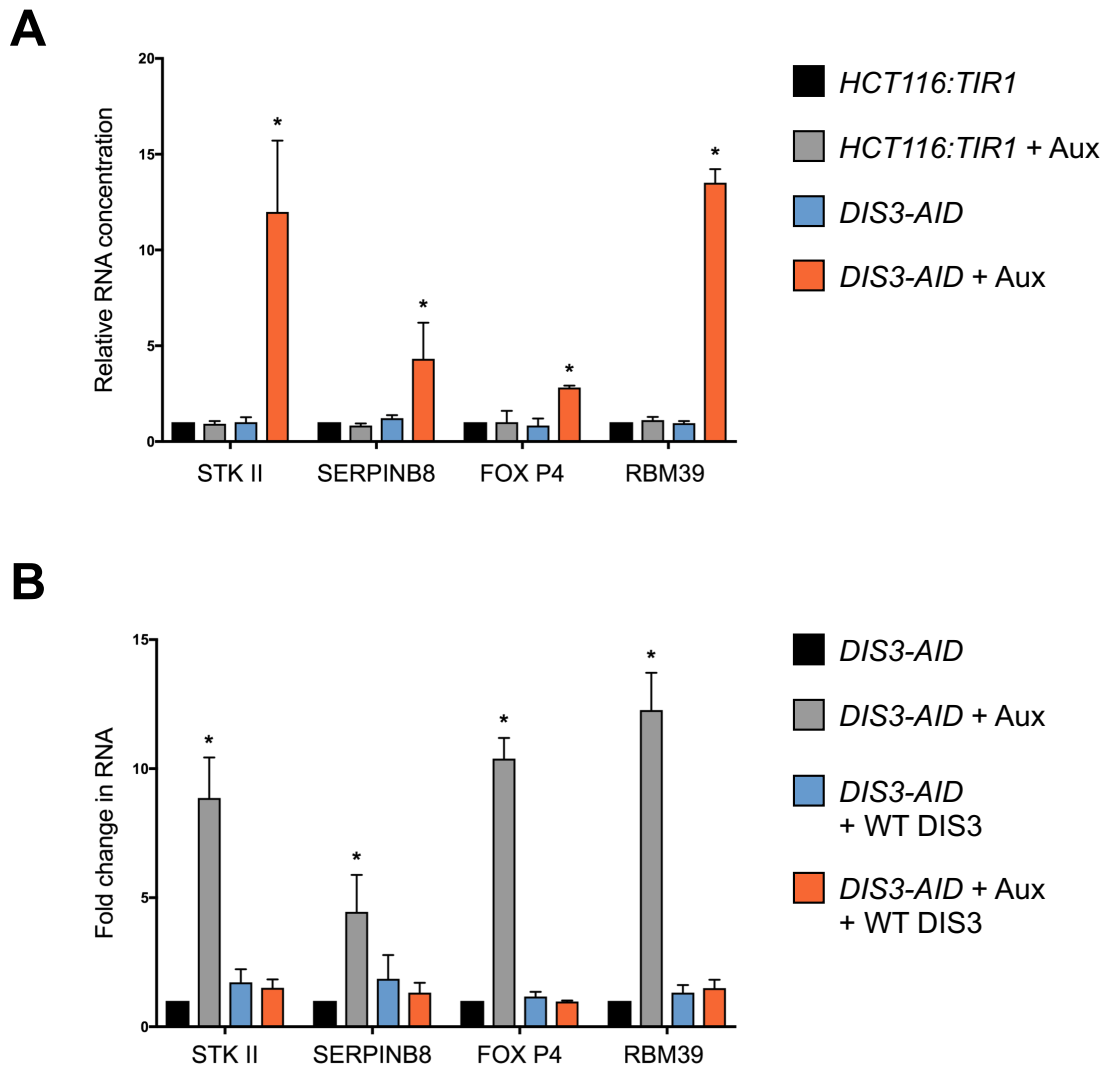 A
20
15
10
5
0
Relative RNA concentration
*
*
*
*
STK II
SERPINB8
FOX P4
RBM39
HCT116:TIR1
HCT116:TIR1 + Aux
DIS3-AID
DIS3-AID + Aux
B
15
10
5
0
Fold change in RNA
*
*
*
*
STK II
SERPINB8
FOX P4
RBM39
DIS3-AID
DIS3-AID + Aux
DIS3-AID
+ WT DIS3
DIS3-AID + Aux
+ WT DIS3